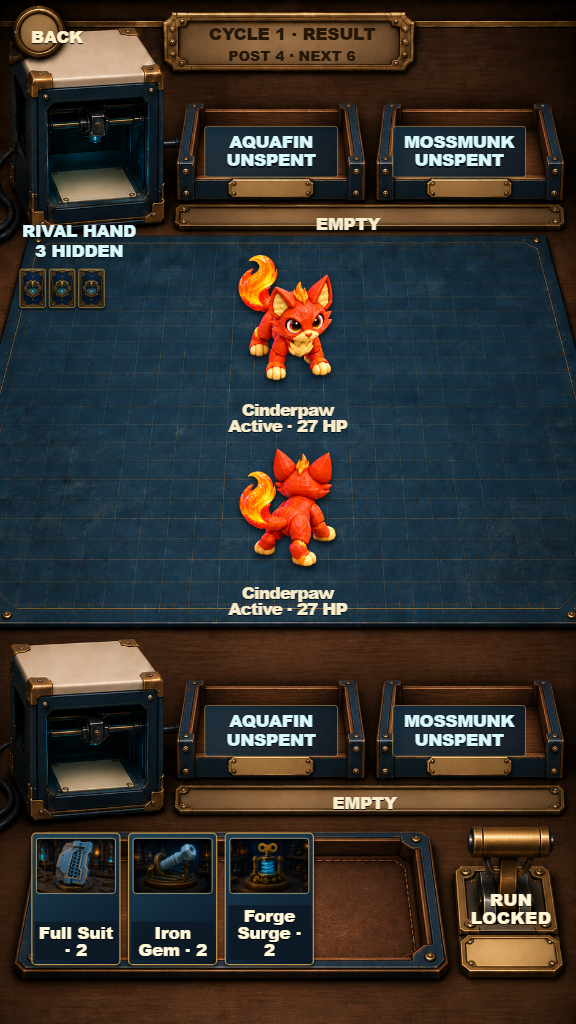 BACK
CYCLE 1 · RESULT
POST 4 · NEXT 6
AQUAFIN
UNSPENT
MOSSMUNK
UNSPENT
EMPTY
RIVAL HAND
3 HIDDEN
Cinderpaw
Active · 27 HP
Cinderpaw
Active · 27 HP
AQUAFIN
UNSPENT
MOSSMUNK
UNSPENT
EMPTY
Full Suit
· 2
Iron
Gem · 2
Forge
Surge ·
2
RUN
LOCKED